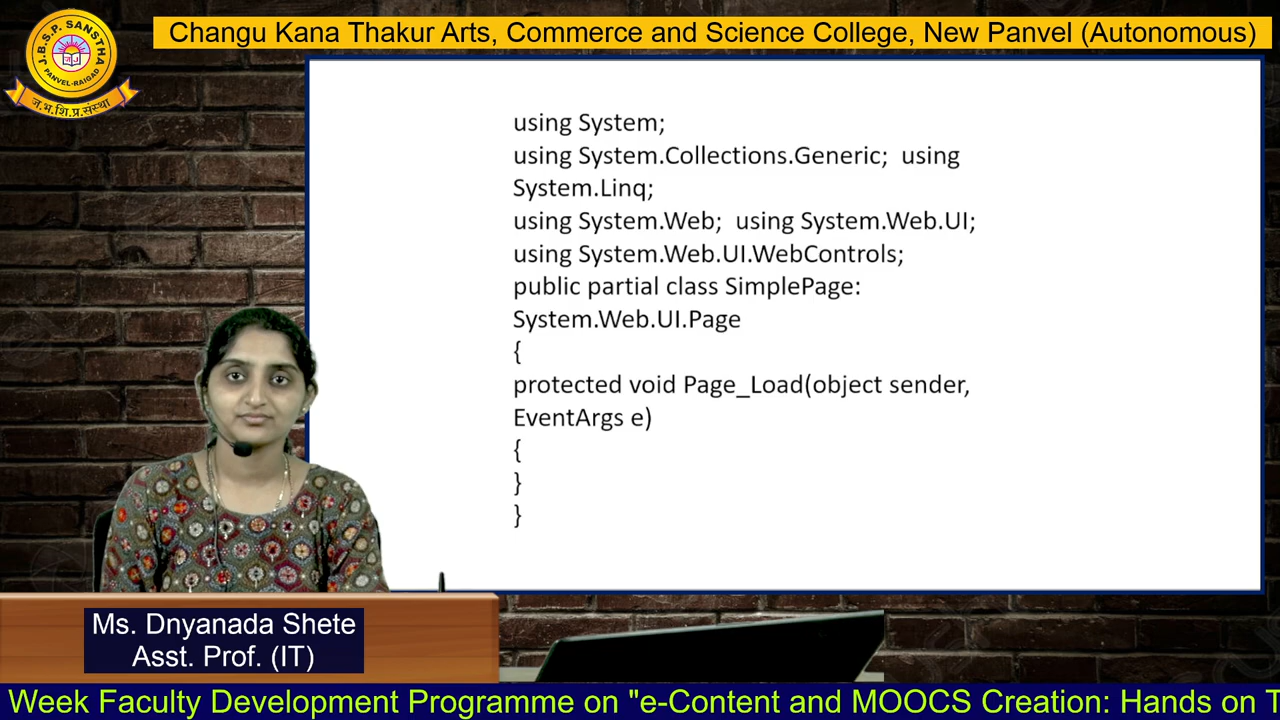 Changu Kana Thakur Arts, Commerce and Science College, New Panvel (Autonomous)
J.B.S.P. SANSTHA
PANVEL-RAIGAD
ज.भ.शि.प्र.संस्था
using System;
using System.Collections.Generic;  using
System.Linq;
using System.Web;  using System.Web.UI;
using System.Web.UI.WebControls;
public partial class SimplePage:
System.Web.UI.Page
{
protected void Page_Load(object sender,
EventArgs e)
{
}
}
Ms. Dnyanada Shete
Asst. Prof. (IT)
Week Faculty Development Programme on "e-Content and MOOCS Creation: Hands on T